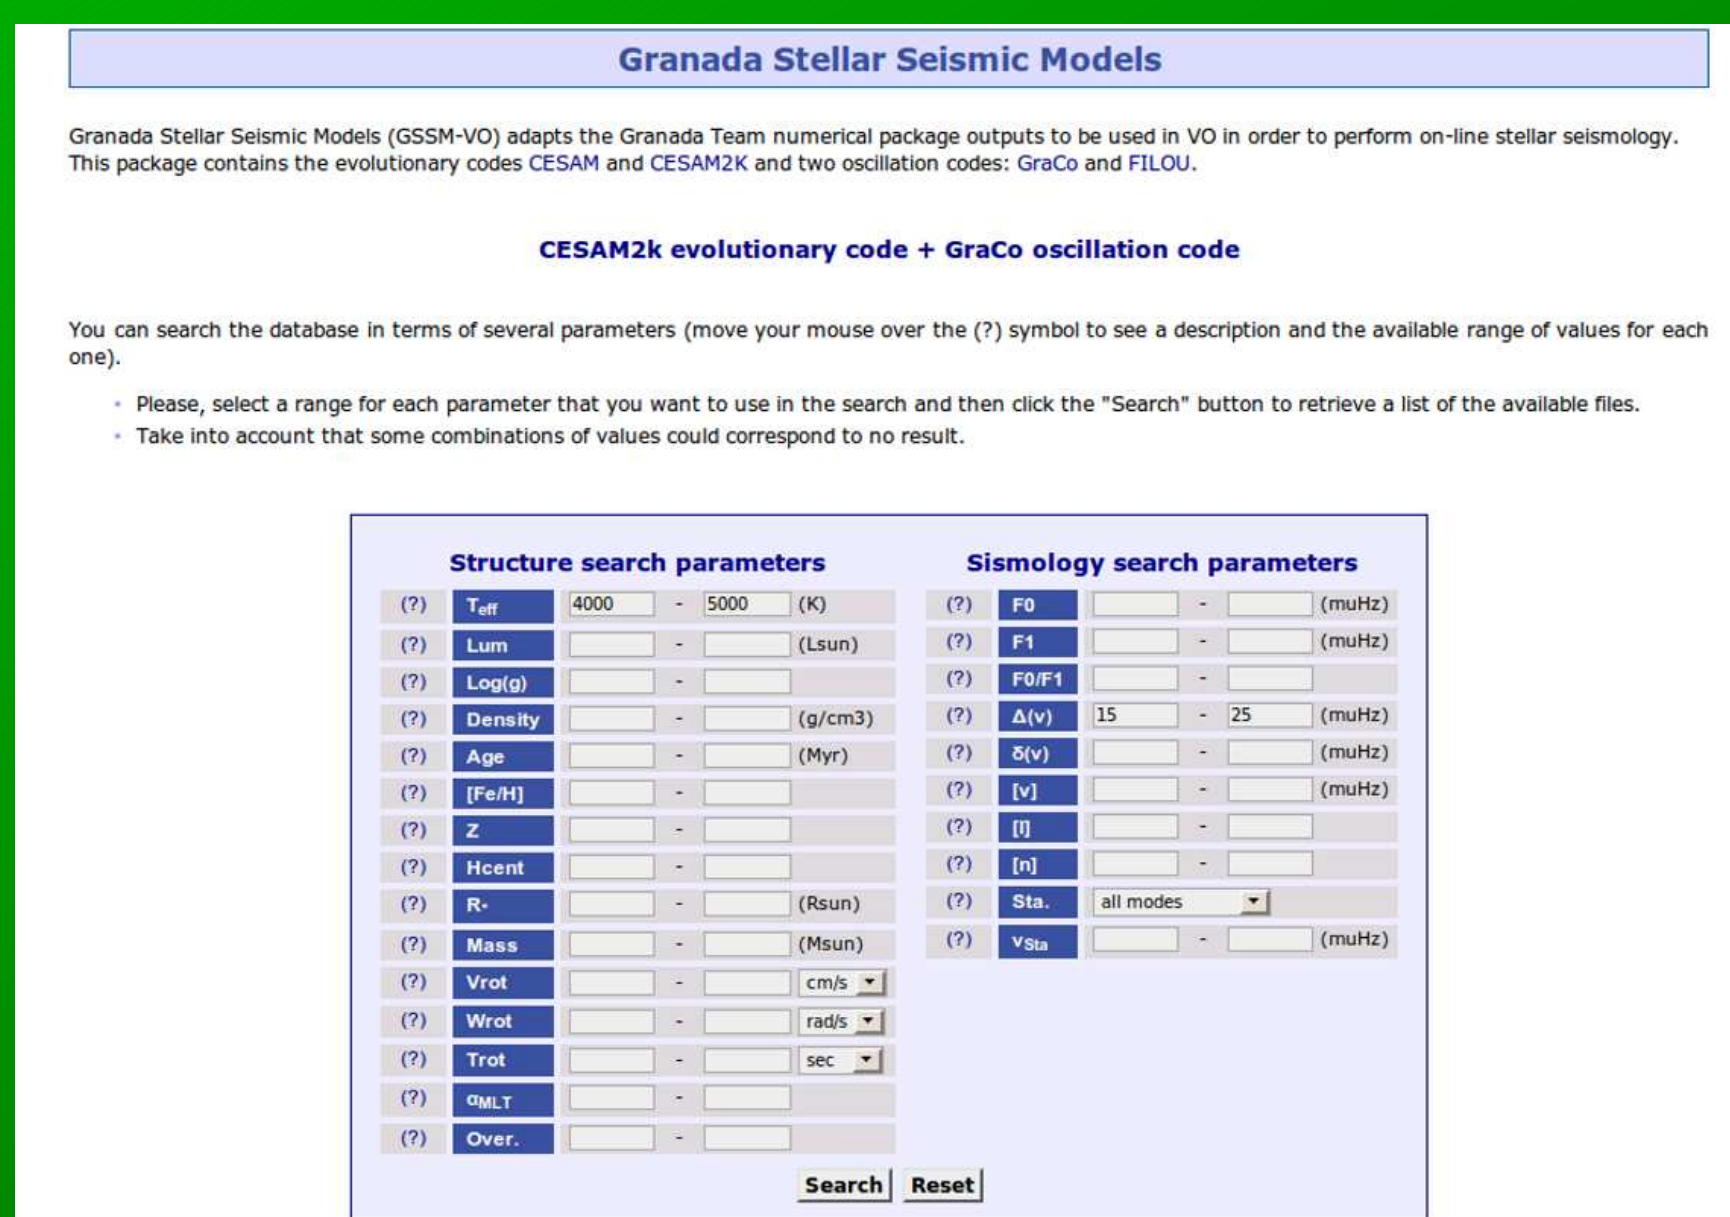 Granada Stellar Seismic Models
Granada Stellar Seismic Models (GSSM-VO) adapts the Granada Team numerical package outputs to be used in VO in order to perform on-line stellar seismology.
This package contains the evolutionary codes CESAM and CESAM2K and two oscillation codes: GraCo and FILOU.
CESAM2k evolutionary code + GraCo oscillation code
You can search the database in terms of several parameters (move your mouse over the (?) symbol to see a description and the available range of values for each
one).
• Please, select a range for each parameter that you want to use in the search and then click the "Search" button to retrieve a list of the available files.
• Take into account that some combinations of values could correspond to no result.
Structure search parameters
(?) Teff 4000 - 5000 (K)
(?) Lum - (Lsun)
(?) Log(g) -
(?) Density - (g/cm3)
(?) Age - (Myr)
(?) [Fe/H] -
(?) Z -
(?) Hcent -
(?) R* - (Rsun)
(?) Mass - (Msun)
(?) Vrot - cm/s
(?) Wrot - rad/s
(?) Trot - sec
(?) αMLT -
(?) Over. -
Sismology search parameters
(?) F0 - (muHz)
(?) F1 - (muHz)
(?) F0/F1 -
(?) Δ(ν) 15 - 25 (muHz)
(?) δ(ν) - (muHz)
(?) [ν] - (muHz)
(?) [l] -
(?) [n] -
(?) Sta. all modes
(?) νSta - (muHz)
Search Reset